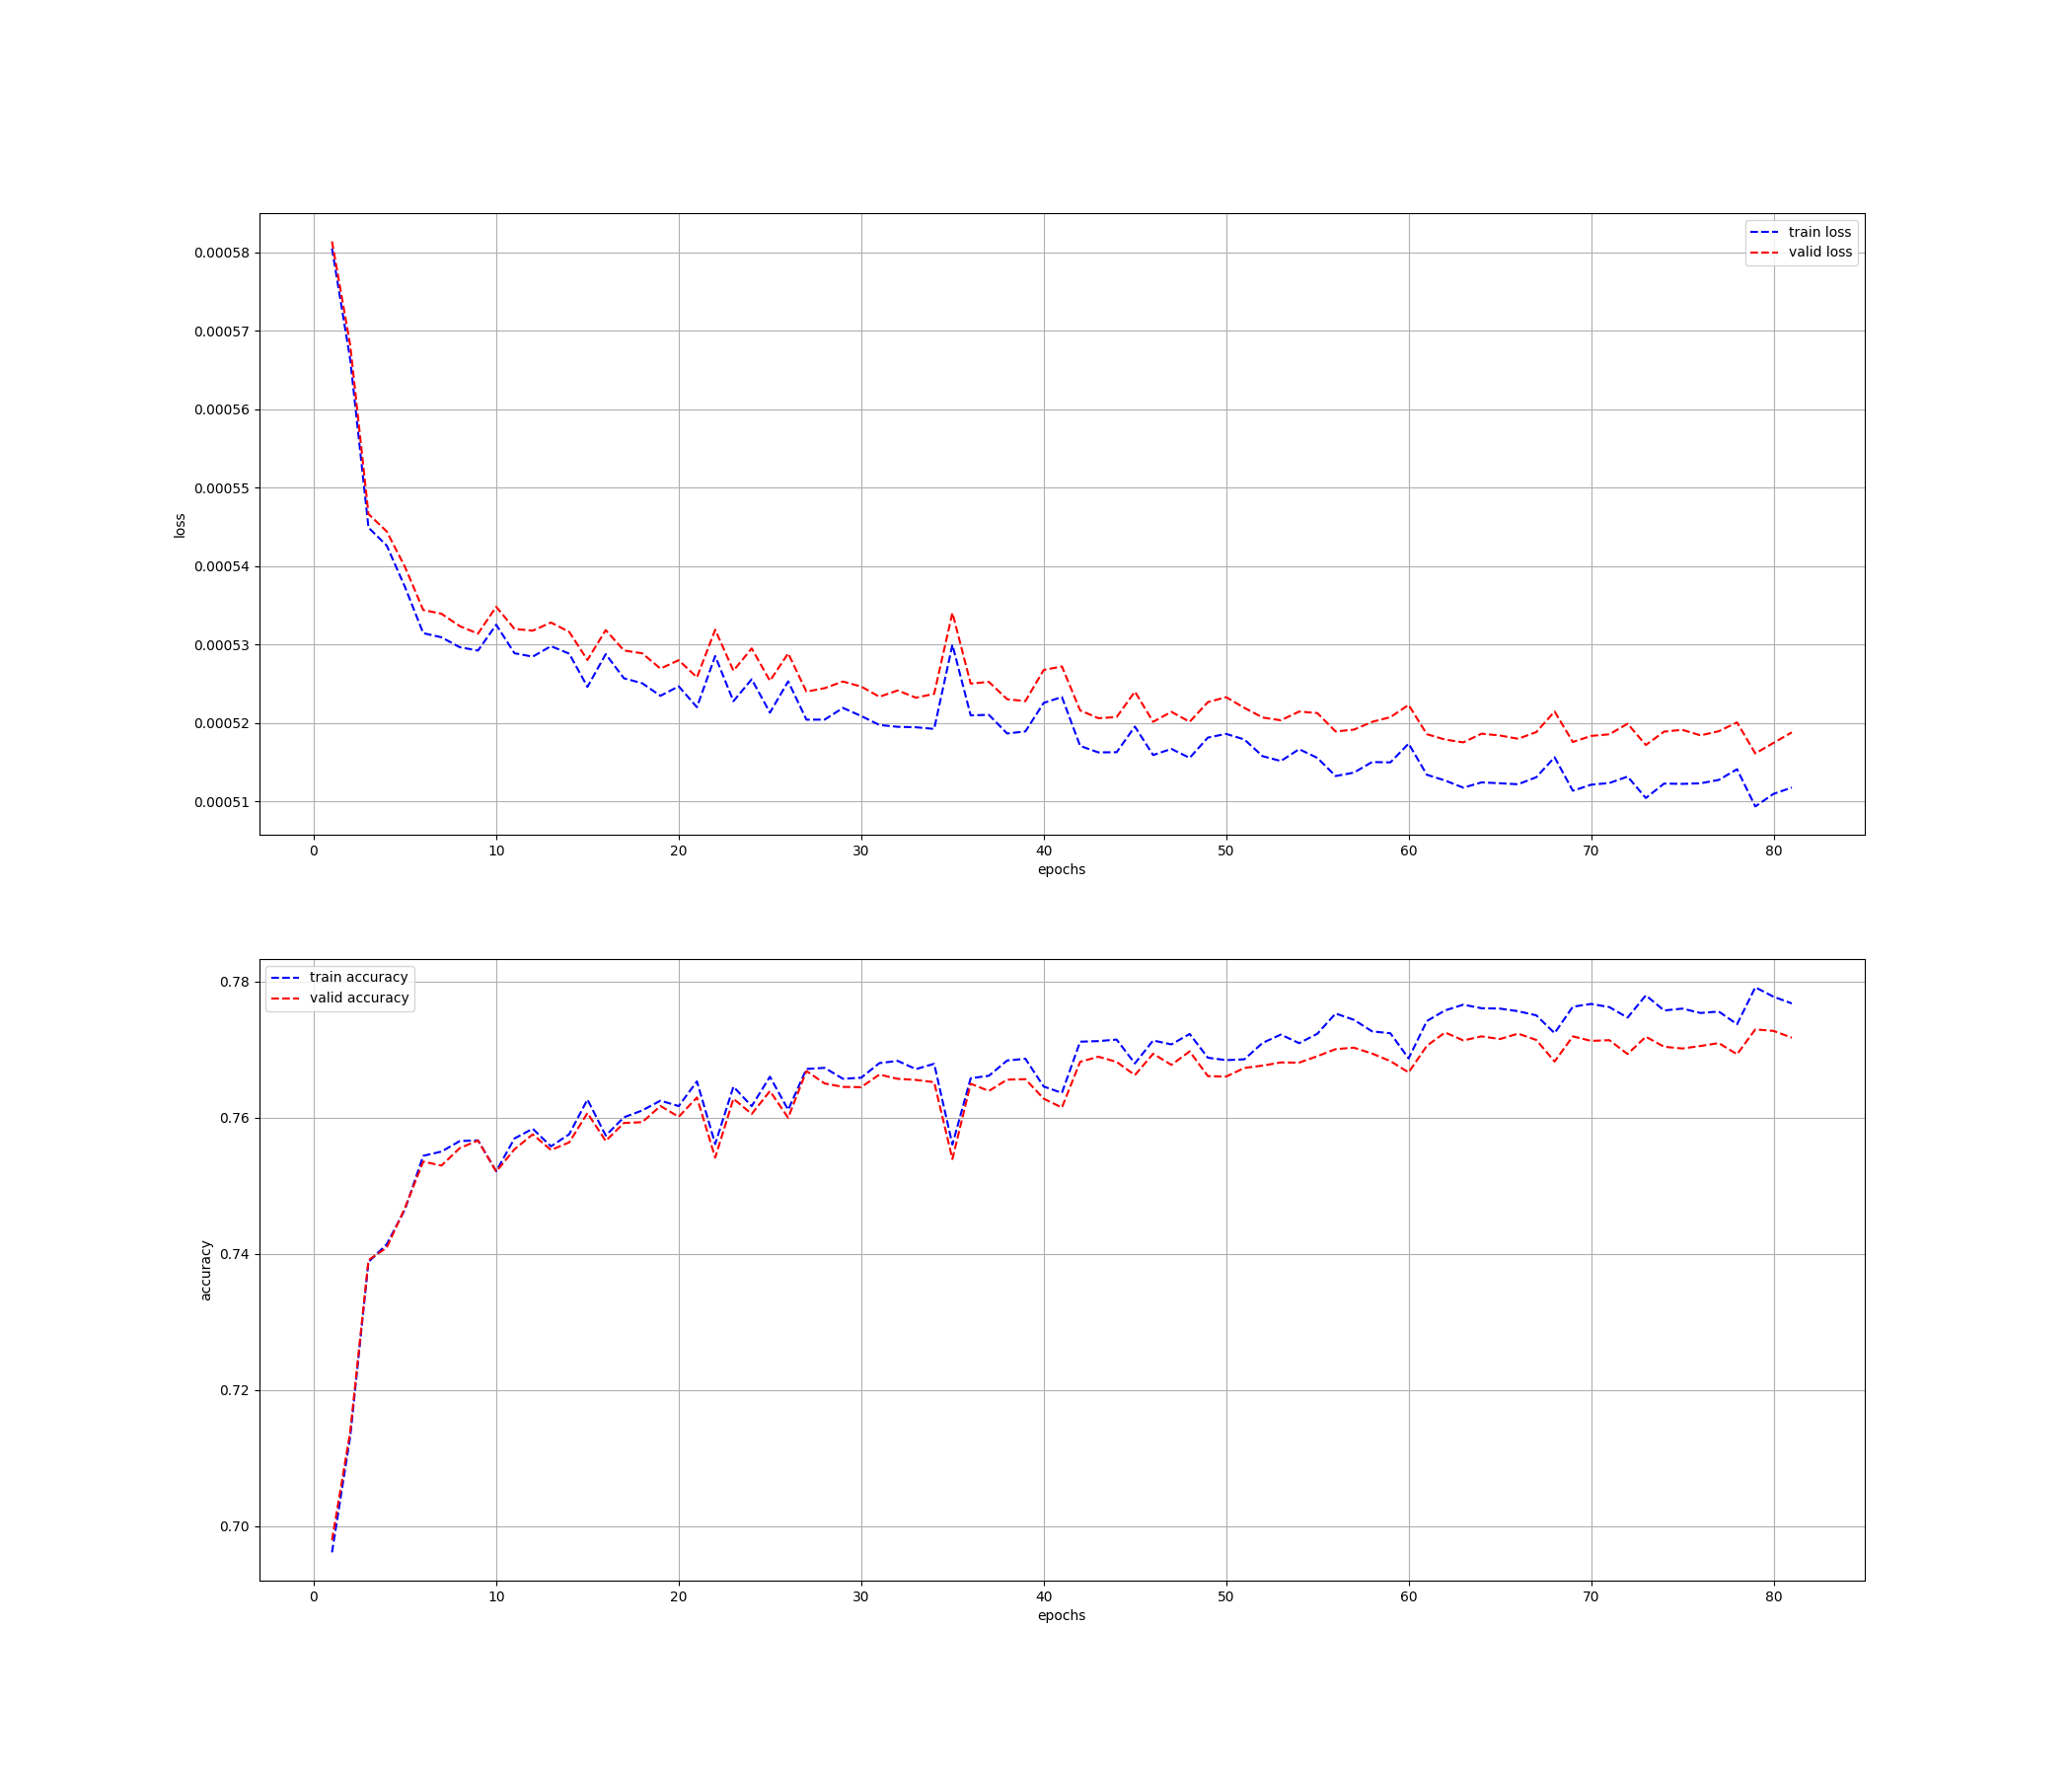 train loss
valid loss
0.00058
0.00057
0.00056
0.00055
0.00054
0.00053
0.00052
0.00051
loss
0 10 20 30 40 50 60 70 80
epochs
train accuracy
valid accuracy
0.78
0.76
0.74
0.72
0.70
accuracy
0 10 20 30 40 50 60 70 80
epochs